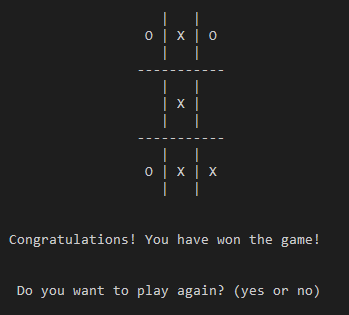 |   |
O | X | O
  |   |
-----------
  |   |
  | X |
  |   |
-----------
  |   |
O | X | X
  |   |
Congratulations! You have won the game!
Do you want to play again? (yes or no)